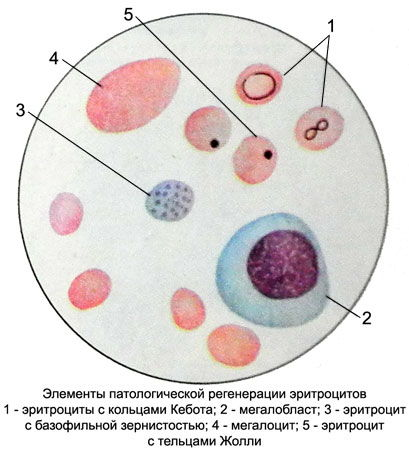 5
1
4
3
2
Элементы патологической регенерации эритроцитов
1 - эритроциты с кольцами Кебота; 2 - мегалобласт; 3 - эритроцит
с базофильной зернистостью; 4 - мегалоцит; 5 - эритроцит
с тельцами Жолли